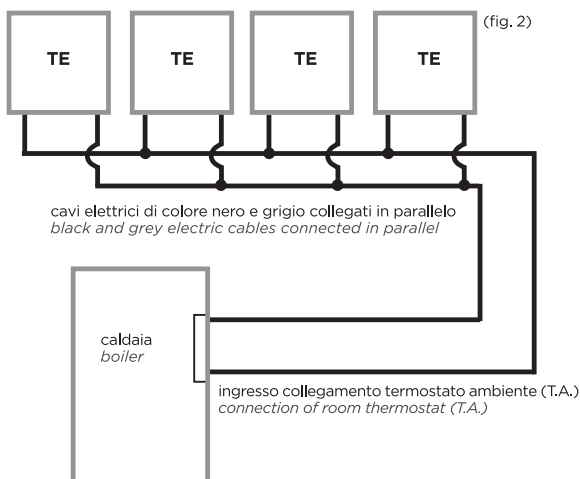 (fig. 2)
TE TE TE TE
cavi elettrici di colore nero e grigio collegati in parallelo
black and grey electric cables connected in parallel
caldaia
boiler
ingresso collegamento termostato ambiente (T.A.)
connection of room thermostat (T.A.)